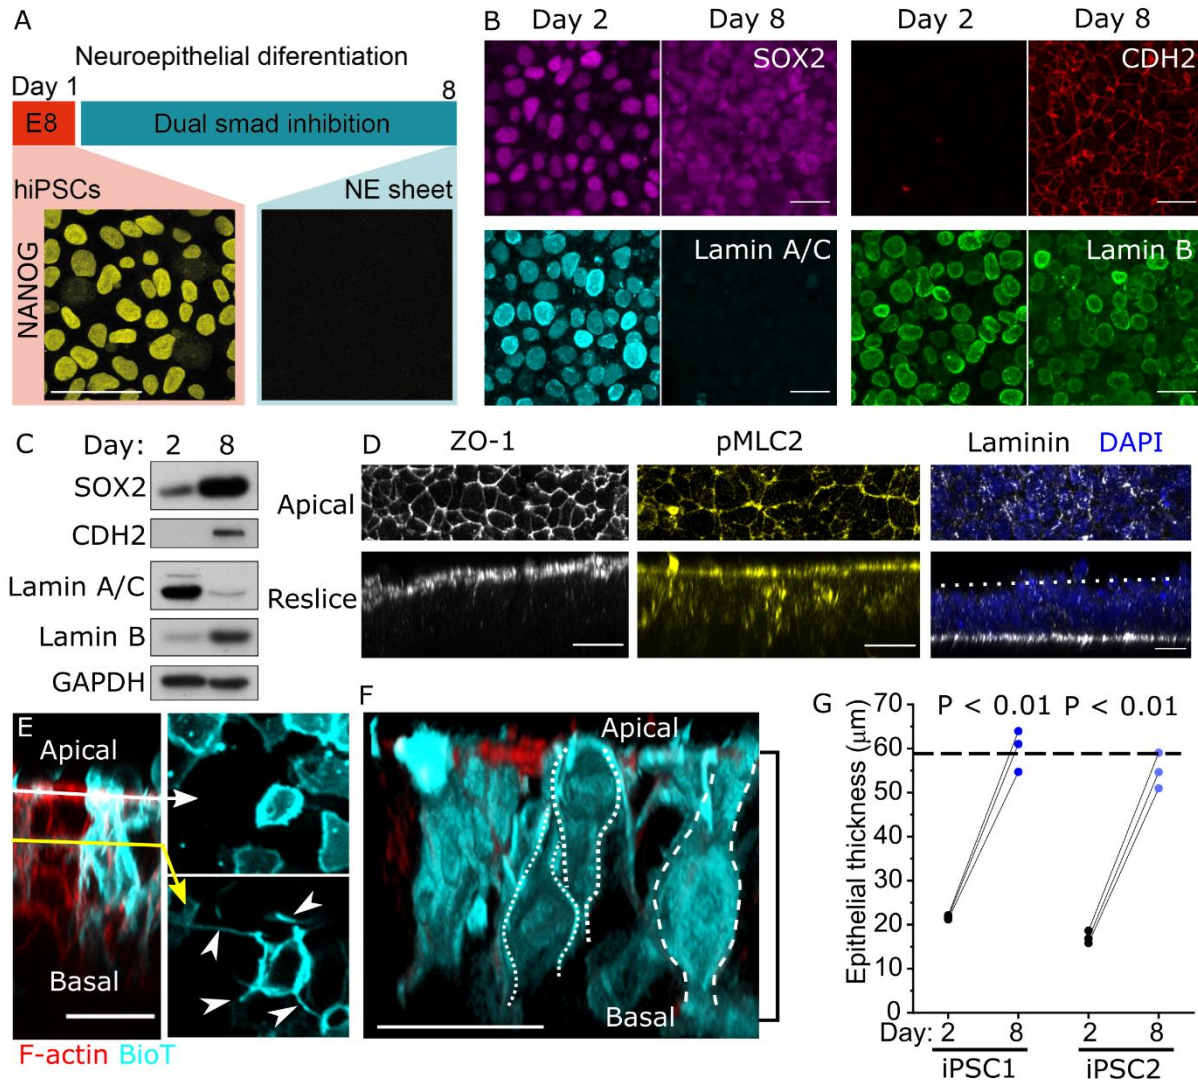 A
Neuroepithelial diferentiation
Day 1
8
E8
Dual smad inhibition
hiPSCs
NE sheet
NANOG
B
Day 2
Day 8
Day 2
Day 8
SOX2
CDH2
Lamin A/C
Lamin B
C
Day: 2 8
SOX2
CDH2
Lamin A/C
Lamin B
GAPDH
D
ZO-1
pMLC2
Laminin DAPI
Apical
Reslice
E
Apical
Basal
F-actin BioT
F
Apical
Basal
G
P < 0.01 P < 0.01
Epithelial thickness (μm)
70
60
50
40
30
20
10
0
Day: 2 8 2 8
iPSC1 iPSC2